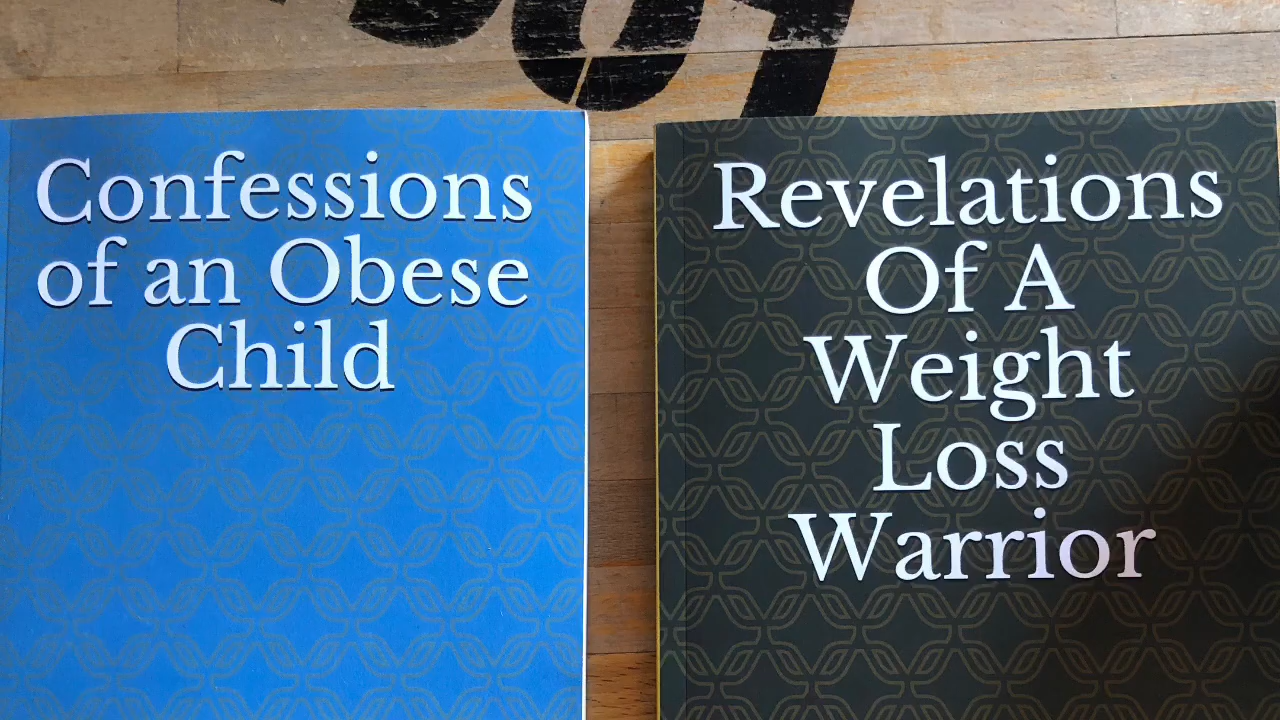 Confessions
of an Obese
Child
Revelations
Of A
Weight
Loss
Warrior